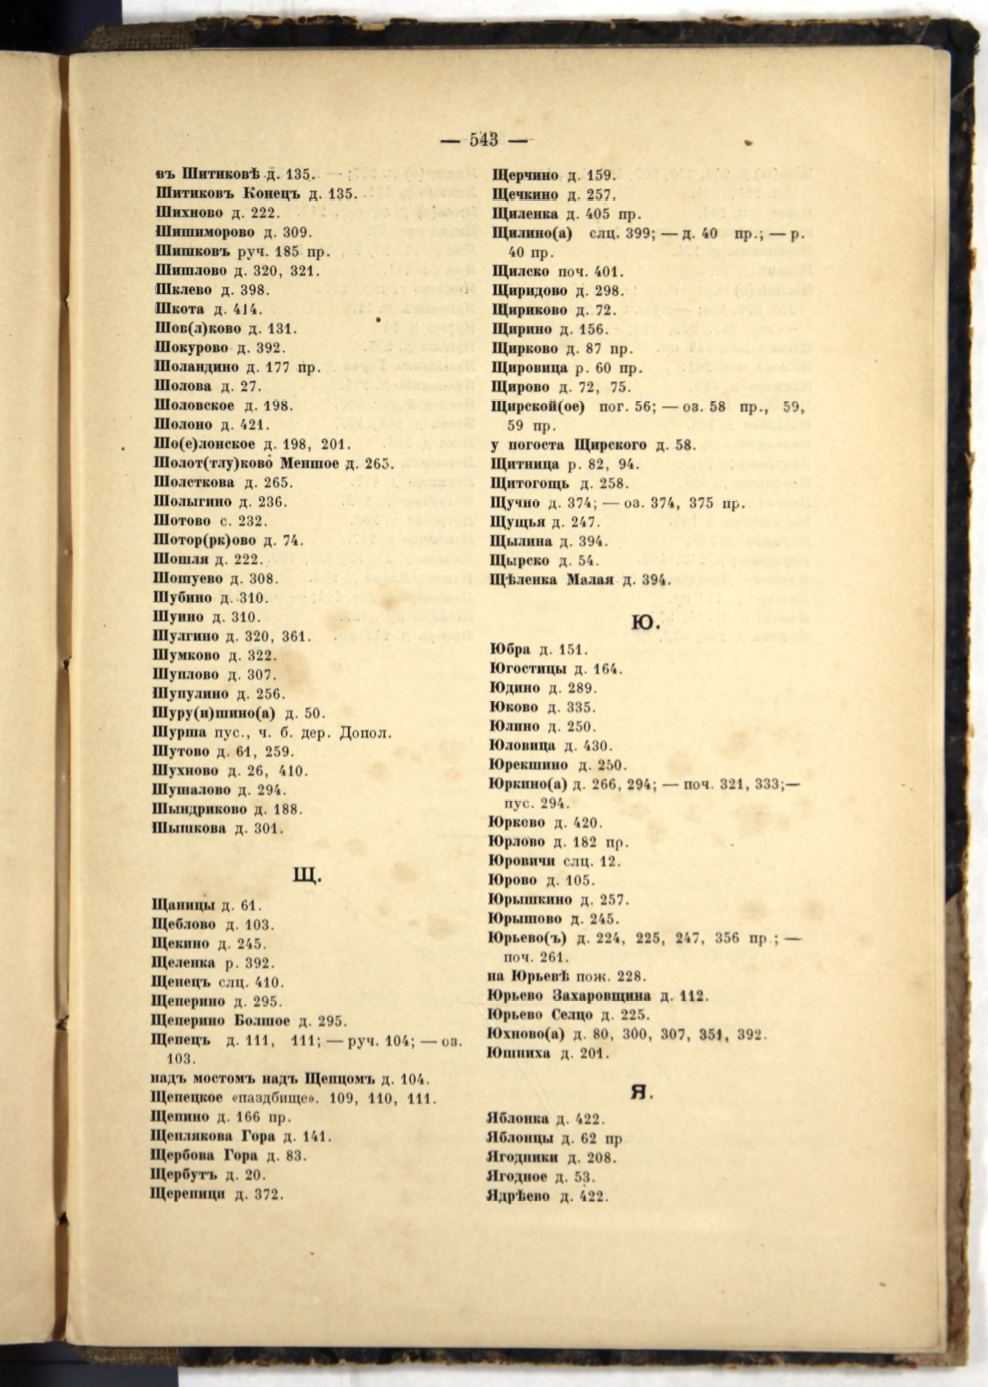 — 543 —
въ Шитиковѣ д. 135.
Шитиковъ Конецъ д. 135.
Шихново д. 222.
Шишиморово д. 309.
Шишковъ руч. 185 пр.
Шишлово д. 320, 321.
Шклево д. 398.
Шкота д. 414.
Шов(л)ково д. 131.
Шокурово д. 392.
Шоландино д. 177 пр.
Шолова д. 27.
Шоловское д. 198.
Шолоно д. 421.
Шо(е)лонское д. 198, 201.
Шолот(тлу)ково Меншое д. 265.
Шолсткова д. 265.
Шолыгино д. 236.
Шотово с. 232.
Шотор(рк)ово д. 74.
Шошля д. 222.
Шошуево д. 308.
Шубино д. 310.
Шуино д. 310.
Шулгино д. 320, 361.
Шумково д. 322.
Шуплово д. 307.
Шупулино д. 256.
Шуру(и)шино(а) д. 50.
Шурша пус., ч. б. дер. Допол.
Шутово д. 61, 259.
Шухново д. 26, 410.
Шушалово д. 294.
Шындриково д. 188.
Шышкова д. 301.
Щ.
Щаницы д. 61.
Щеблово д. 103.
Щекино д. 245.
Щеленка р. 392.
Щенецъ слц. 410.
Щеперино д. 295.
Щеперино Болшое д. 295.
Щепецъ д. 111, 111; — руч. 104; — оз.
103.
надъ мостомъ надъ Щепцомъ д. 104.
Щепецкое «паздбище». 109, 110, 111.
Щепино д. 166 пр.
Щеплякова Гора д. 141.
Щербова Гора д. 83.
Щербутъ д. 20.
Щерепици д. 372.
Щерчино д. 159.
Щечкино д. 257.
Щиленка д. 405 пр.
Щилино(а) слц. 399; — д. 40 пр.; — р.
40 пр.
Щилско поч. 401.
Щиридово д. 298.
Щириково д. 72.
Щирино д. 156.
Щирково д. 87 пр.
Щировица р. 60 пр.
Щирово д. 72, 75.
Щирской(ое) пог. 56; — оз. 58 пр., 59,
59 пр.
у погоста Щирского д. 58.
Щитница р. 82, 94.
Щитогощь д. 258.
Щучно д. 374; — оз. 374, 375 пр.
Щущья д. 247.
Щылина д. 394.
Щырско д. 54.
Щѣленка Малая д. 394.
Ю.
Юбра д. 151.
Югостицы д. 164.
Юдино д. 289.
Юково д. 335.
Юлино д. 250.
Юловица д. 430.
Юрекшино д. 250.
Юркино(а) д. 266, 294; — поч. 321, 333;—
пус. 294.
Юрково д. 420.
Юрлово д. 182 пр.
Юровичи слц. 12.
Юрово д. 105.
Юрышкино д. 257.
Юрышово д. 245.
Юрьево(ъ) д. 224, 225, 247, 356 пр.; —
поч. 261.
на Юрьевѣ пож. 228.
Юрьево Захаровщина д. 112.
Юрьево Селцо д. 225.
Юхново(а) д. 80, 300, 307, 351, 392.
Юшниха д. 201.
Я.
Яблонка д. 422.
Яблонцы д. 62 пр
Ягодники д. 208.
Ягодное д. 53.
Ядрѣево д. 422.